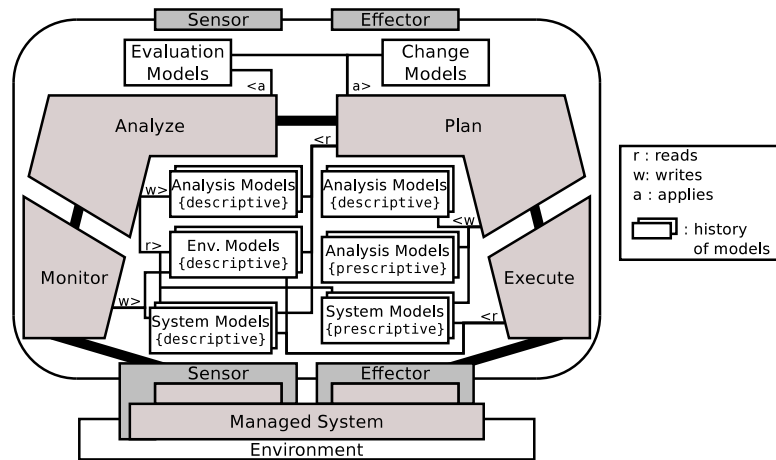 Sensor
Effector
Evaluation
Models
Change
Models
<a
a>
Analyze
Plan
<r
w>
Analysis Models
{descriptive}
Analysis Models
{descriptive}
<w
r>
Env. Models
{descriptive}
Analysis Models
{prescriptive}
Monitor
Execute
w>
System Models
{descriptive}
System Models
{prescriptive}
<r
Sensor
Effector
Managed System
Environment
r : reads
w: writes
a : applies
: history
of models